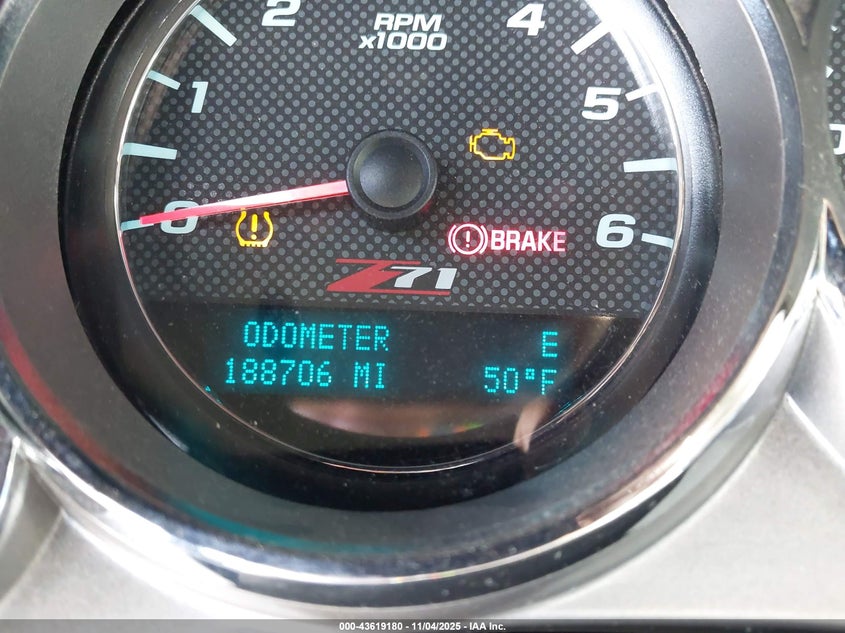 RPM
x1000
0
1
2
4
5
6
BRAKE
Z71
ODOMETER E
188706 MI 50°F
000-43619180 - 11/04/2025 - IAA Inc.